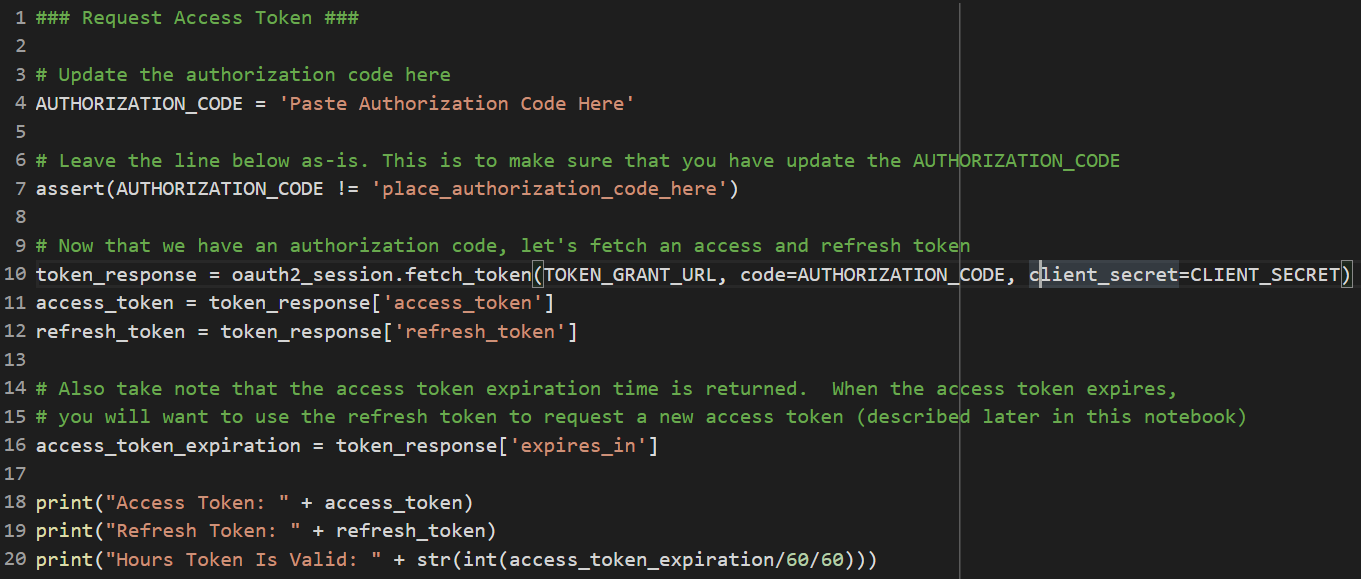 1 ### Request Access Token ###
2
3 # Update the authorization code here
4 AUTHORIZATION_CODE = 'Paste Authorization Code Here'
5
6 # Leave the line below as-is. This is to make sure that you have update the AUTHORIZATION_CODE
7 assert(AUTHORIZATION_CODE != 'place_authorization_code_here')
8
9 # Now that we have an authorization code, let's fetch an access and refresh token
10 token_response = oauth2_session.fetch_token(TOKEN_GRANT_URL, code=AUTHORIZATION_CODE, client_secret=CLIENT_SECRET)
11 access_token = token_response['access_token']
12 refresh_token = token_response['refresh_token']
13
14 # Also take note that the access token expiration time is returned.  When the access token expires,
15 # you will want to use the refresh token to request a new access token (described later in this notebook)
16 access_token_expiration = token_response['expires_in']
17
18 print("Access Token: " + access_token)
19 print("Refresh Token: " + refresh_token)
20 print("Hours Token Is Valid: " + str(int(access_token_expiration/60/60)))